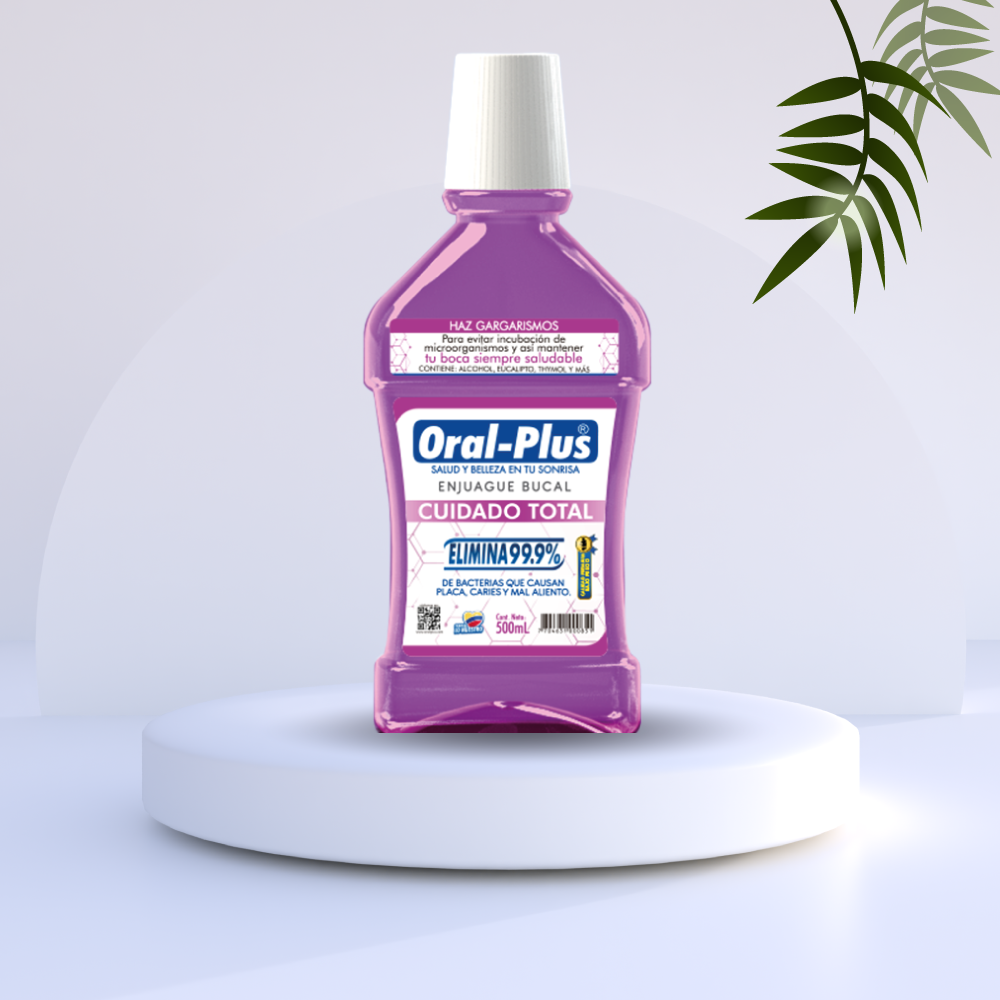 HAZ GARGARISMOS
Para evitar incubación de
microorganismos y así mantener
tu boca siempre saludable
CONTIENE: ALCOHOL, EUCALIPTO, THYMOL Y MÁS
Oral-Plus®
SALUD Y BELLEZA EN TU SONRISA
ENJUAGUE BUCAL
CUIDADO TOTAL
ELIMINA 99.9%
DE BACTERIAS QUE CAUSAN
PLACA, CARIES Y MAL ALIENTO.
Cont. Neto.
500mL